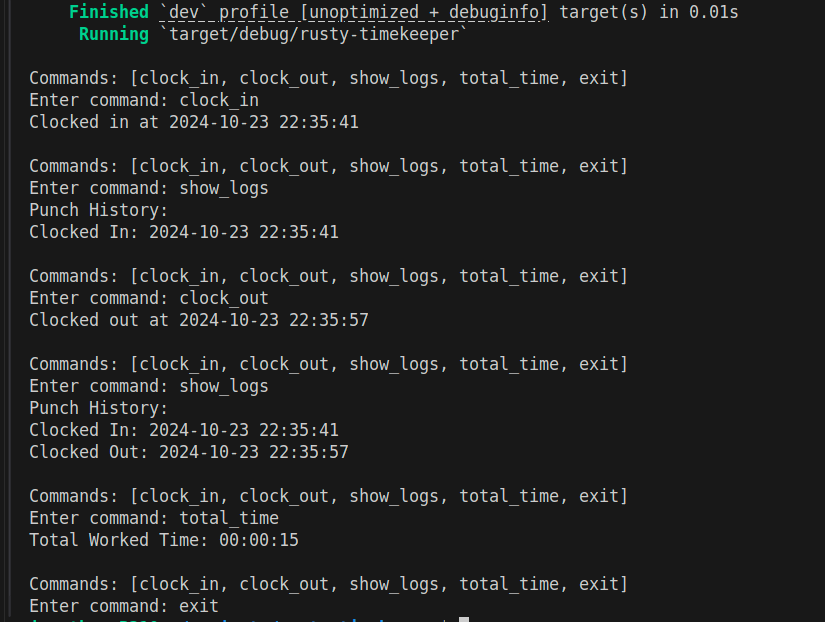 Finished `dev` profile [unoptimized + debuginfo] target(s) in 0.01s
Running `target/debug/rusty-timekeeper`
Commands: [clock_in, clock_out, show_logs, total_time, exit]
Enter command: clock_in
Clocked in at 2024-10-23 22:35:41
Commands: [clock_in, clock_out, show_logs, total_time, exit]
Enter command: show_logs
Punch History:
Clocked In: 2024-10-23 22:35:41
Commands: [clock_in, clock_out, show_logs, total_time, exit]
Enter command: clock_out
Clocked out at 2024-10-23 22:35:57
Commands: [clock_in, clock_out, show_logs, total_time, exit]
Enter command: show_logs
Punch History:
Clocked In: 2024-10-23 22:35:41
Clocked Out: 2024-10-23 22:35:57
Commands: [clock_in, clock_out, show_logs, total_time, exit]
Enter command: total_time
Total Worked Time: 00:00:15
Commands: [clock_in, clock_out, show_logs, total_time, exit]
Enter command: exit